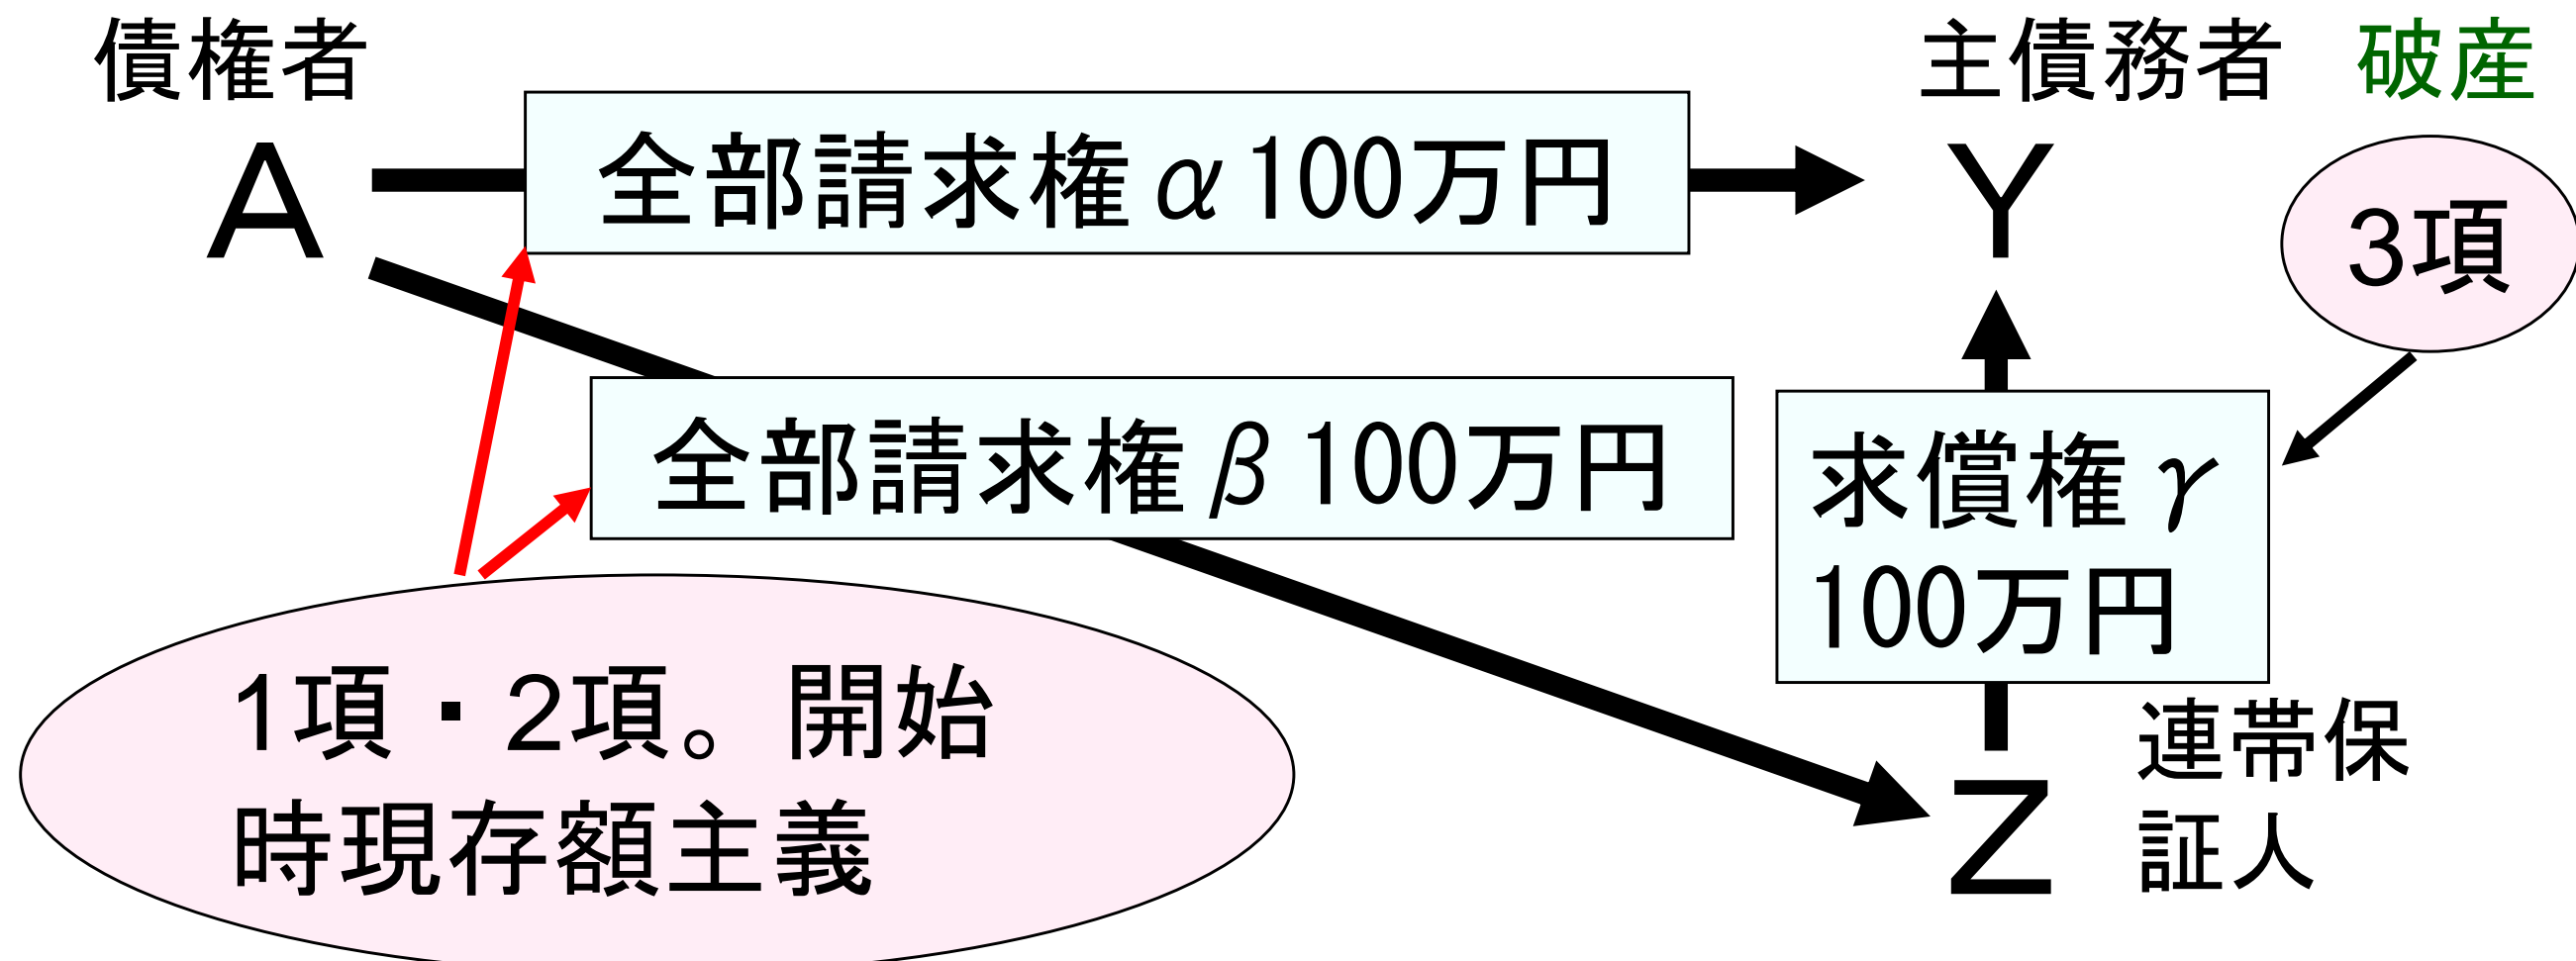 債権者
主債務者 破産
A
全部請求権α100万円
Y
3項
全部請求権β100万円
求償権γ
100万円
1項・2項。開始
時現存額主義
連帯保
証人
Z